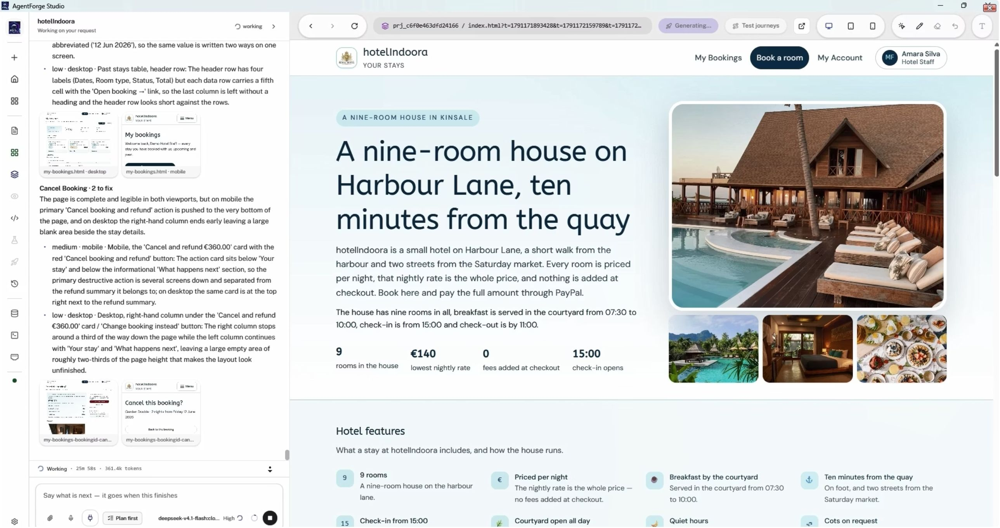 AgentForge Studio
hotelIndoora
Working on your request
working
abbreviated ('12 Jun 2026'), so the same value is written two ways on one
screen.
• low · desktop · Past stays table, header row: The header row has four
labels (Dates, Room type, Status, Total) but each data row carries a fifth
cell with the 'Open booking →' link, so the last column is left without a
heading and the header row looks short against the rows.
hotelIndoora
YOUR STAYS
Menu
My bookings
Welcome back, Demo Hotel Staff — every
stay you have booked with us, upcoming and
past.
my-bookings.html · desktop
my-bookings.html · mobile
Cancel Booking · 2 to fix
The page is complete and legible in both viewports, but on mobile the
primary 'Cancel booking and refund' action is pushed to the very bottom of
the page, and on desktop the right-hand column ends early leaving a large
blank area beside the stay details.
• medium · mobile · Mobile, the 'Cancel and refund €360.00' card with the
red 'Cancel booking and refund' button: The action card sits below 'Your
stay' and below the informational 'What happens next' section, so the
primary destructive action is several screens down and separated from
the refund summary it belongs to; on desktop the same card is at the top
right next to the refund summary.
• low · desktop · Desktop, right-hand column under the 'Cancel and refund
€360.00' card / 'Change booking instead' button: The right column stops
around a third of the way down the page while the left column continues
with 'Your stay' and 'What happens next', leaving a large empty area of
roughly two-thirds of the page height that makes the layout look
unfinished.
hotelIndoora
YOUR STAYS
Menu
Cancel this booking?
Garden Double · 2 nights from Friday 12 June
2026
Back to the booking
my-bookings-bookingid-can...
my-bookings-bookingid-can...
Working · 25m 58s · 361.4k tokens
Say what is next — it goes when this finishes
Plan first
deepseek-v4.1-flash:clo...
High
prj_c6f0e463dfd24166 / index.html?t=1791171893428&t=1791172159789&t=1791172...
Generating...
Test journeys
T
hotelIndoora
YOUR STAYS
My Bookings
Book a room
My Account
MF
Amara Silva
Hotel Staff
A NINE-ROOM HOUSE IN KINSALE
A nine-room house on
Harbour Lane, ten
minutes from the quay
hotelIndoora is a small hotel on Harbour Lane, a short walk from the
harbour and two streets from the Saturday market. Every room is priced
per night, that nightly rate is the whole price, and nothing is added at
checkout. Book here and pay the full amount through PayPal.
The house has nine rooms in all, breakfast is served in the courtyard from 07:30 to
10:00, check-in is from 15:00 and check-out is by 11:00.
9
rooms in the house
€140
lowest nightly rate
0
fees added at checkout
15:00
check-in opens
Hotel features
What a stay at hotelIndoora includes, and how the house runs.
9
9 rooms
A nine-room house on the harbour
lane.
€
Priced per night
The nightly rate is the whole price —
no fees added at checkout.
Breakfast by the courtyard
Served in the courtyard from 07:30
to 10:00.
Ten minutes from the quay
On foot, and two streets from the
Saturday market.
15
Check-in from 15:00
Courtyard open all day
Quiet hours
Cots on request